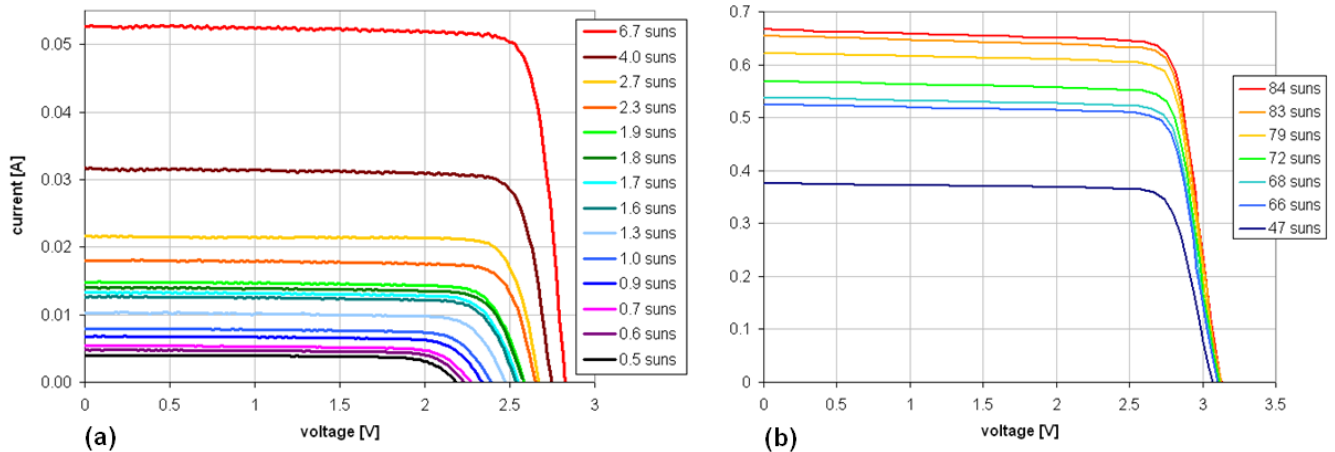 0.05
0.04
0.03
0.02
0.01
0.00
current [A]
0
0.5
1
1.5
2
2.5
3
voltage [V]
(a)
6.7 suns
4.0 suns
2.7 suns
2.3 suns
1.9 suns
1.8 suns
1.7 suns
1.6 suns
1.3 suns
1.0 suns
0.9 suns
0.7 suns
0.6 suns
0.5 suns
0.7
0.6
0.5
0.4
0.3
0.2
0.1
0
0
0.5
1
1.5
2
2.5
3
3.5
voltage [V]
(b)
84 suns
83 suns
79 suns
72 suns
68 suns
66 suns
47 suns